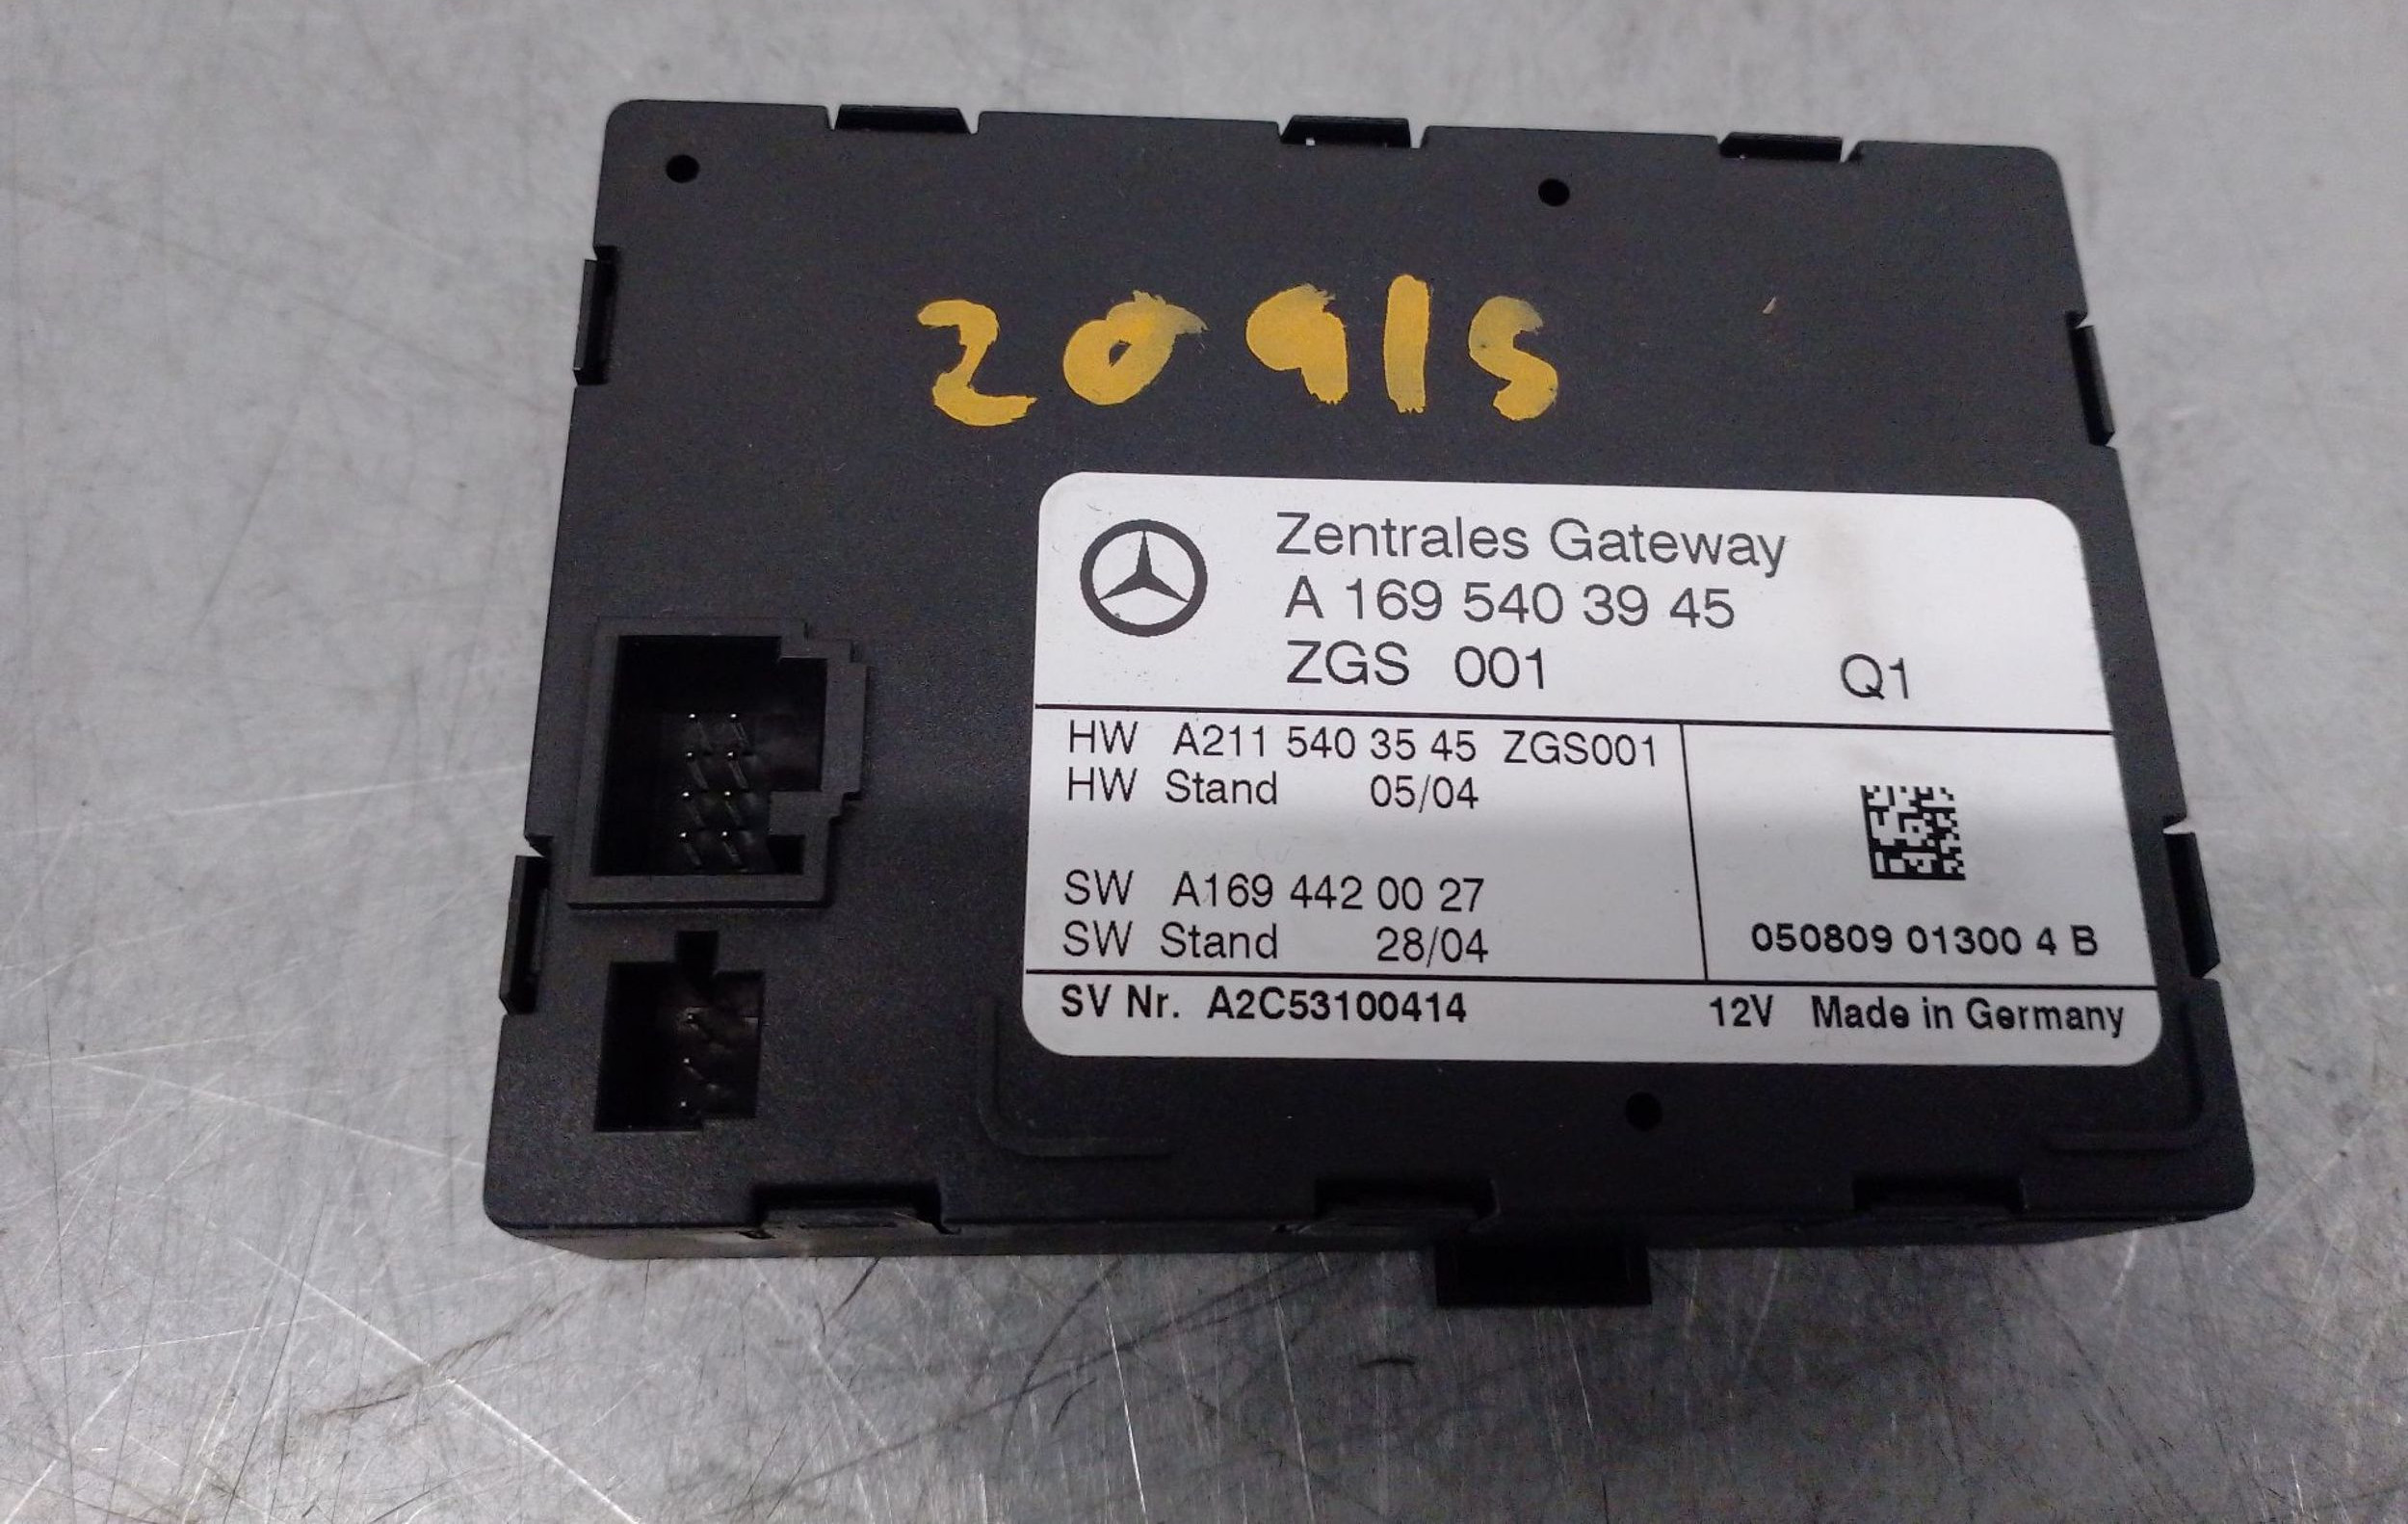 20915
Zentrales Gateway
A 169 540 39 45
ZGS 001 Q1
HW A211 540 35 45 ZGS001
HW Stand 05/04
SW A169 442 00 27
SW Stand 28/04
050809 01300 4 B
SV Nr. A2C53100414 12V Made in Germany